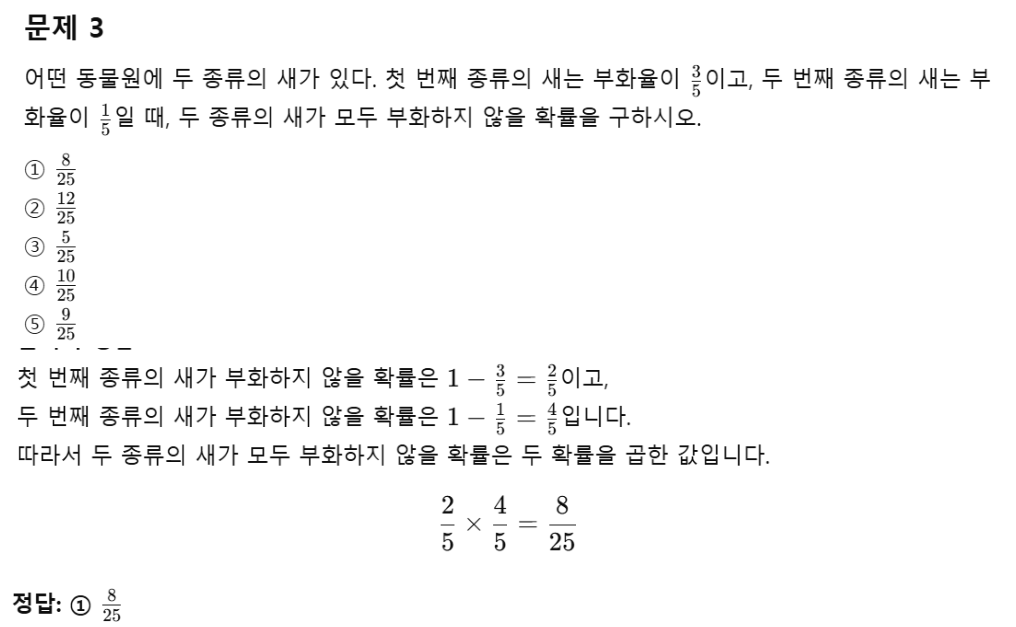 문제 3
어떤 동물원에 두 종류의 새가 있다. 첫 번째 종류의 새는 부화율이 3/5이고, 두 번째 종류의 새는 부
화율이 1/5일 때, 두 종류의 새가 모두 부화하지 않을 확률을 구하시오.
① 8/25
② 12/25
③ 5/25
④ 10/25
⑤ 9/25
첫 번째 종류의 새가 부화하지 않을 확률은 1 − 3/5 = 2/5이고,
두 번째 종류의 새가 부화하지 않을 확률은 1 − 1/5 = 4/5입니다.
따라서 두 종류의 새가 모두 부화하지 않을 확률은 두 확률을 곱한 값입니다.
2/5 × 4/5 = 8/25
정답: ① 8/25